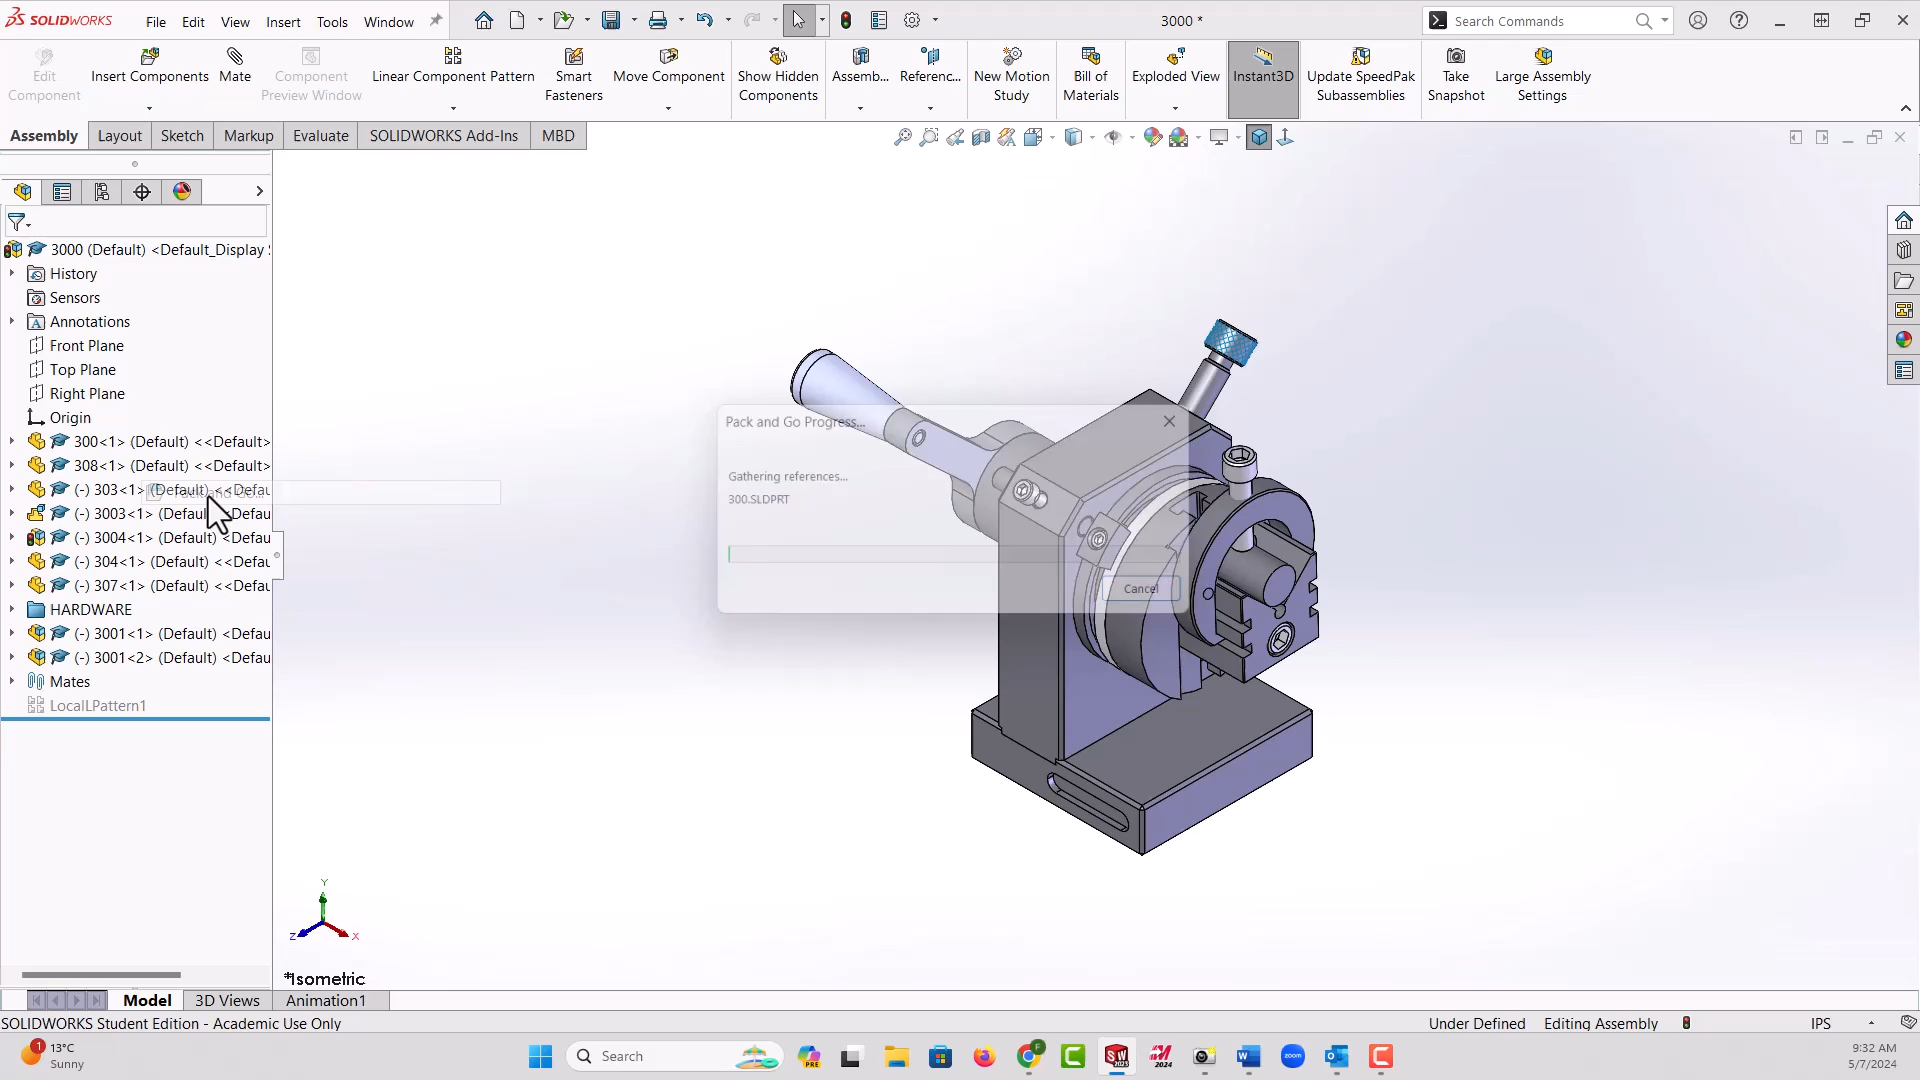 SOLIDWORKS
File Edit View Insert Tools Window
3000 *
Search Commands
Edit Component
Insert Components
Mate
Component Preview Window
Linear Component Pattern
Smart Fasteners
Move Component
Show Hidden Components
Assemb...
Referenc...
New Motion Study
Bill of Materials
Exploded View
Instant3D
Update SpeedPak Subassemblies
Take Snapshot
Large Assembly Settings
Assembly Layout Sketch Markup Evaluate SOLIDWORKS Add-Ins MBD
3000 (Default) <Default_Display
History
Sensors
Annotations
Front Plane
Top Plane
Right Plane
Origin
300<1> (Default) <<Default>
308<1> (Default) <<Default>
(-) 303<1> (Default) <<Defau
(-) 3003<1> (Default) <Defau
(-) 3004<1> (Default) <Defau
(-) 304<1> (Default) <<Defau
(-) 307<1> (Default) <<Defau
HARDWARE
(-) 3001<1> (Default) <Defau
(-) 3001<2> (Default) <Defau
Mates
LocalLPattern1
Pack and Go Progress...
Gathering references...
300.SLDPRT
Cancel
Y
Z
X
*Isometric
Model 3D Views Animation1
SOLIDWORKS Student Edition - Academic Use Only
Under Defined Editing Assembly IPS
1
13°C
Sunny
Search
PRE
SW
2023
2024
W
zoom
9:32 AM
5/7/2024